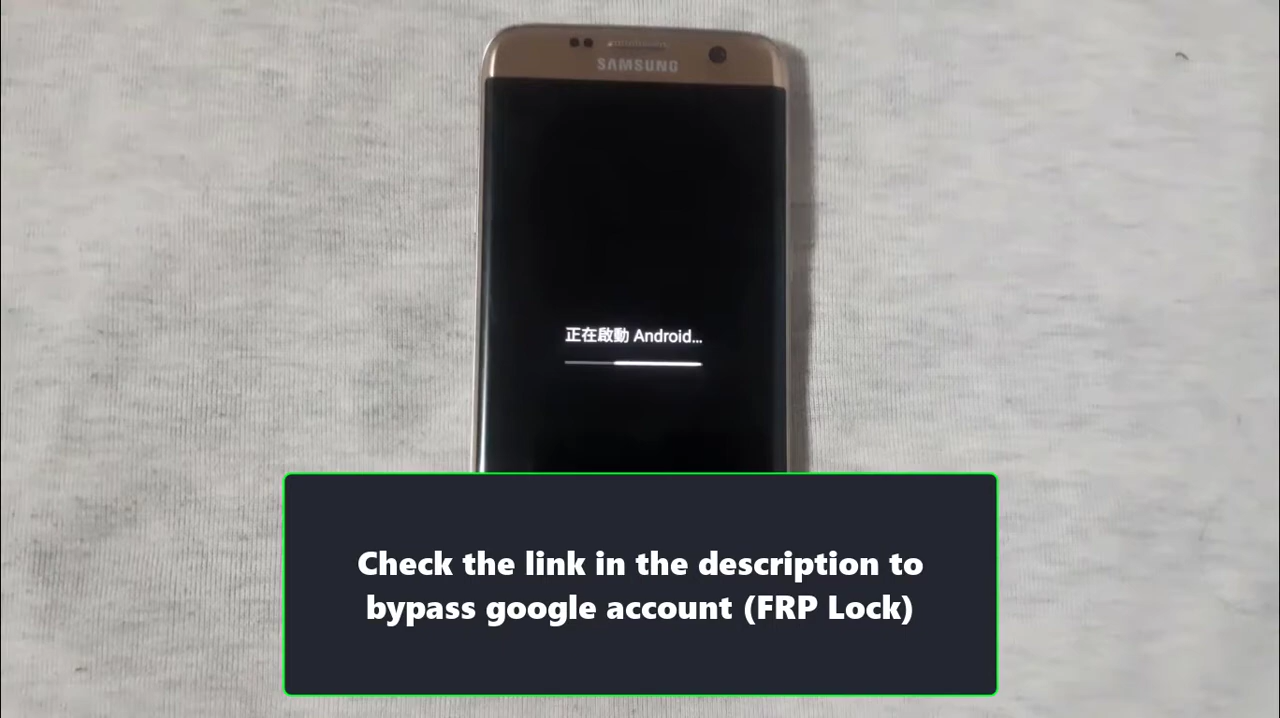 SAMSUNG
正在啟動 Android...
Check the link in the description to
bypass google account (FRP Lock)